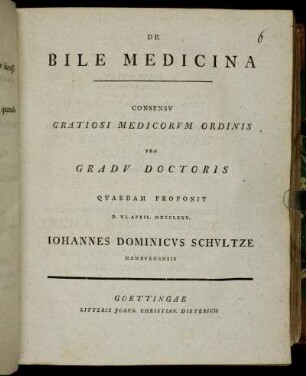 6
DE
BILE MEDICINA
CONSENSV
GRATIOSI MEDICORVM ORDINIS
PRO
GRADV DOCTORIS
QVAEDAM PROPONIT
D. VI. APRIL. MDCCLXXV.
IOHANNES DOMINICVS SCHVLTZE
HAMBVRGENSIS
GOETTINGAE
LITTERIS JOANN. CHRISTIAN. DIETERICH